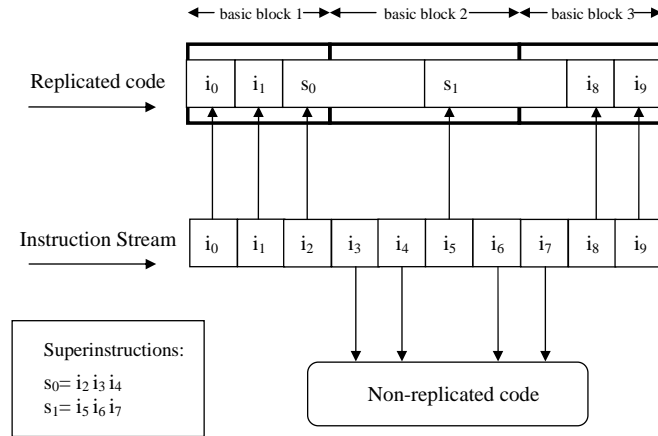 basic block 1 basic block 2 basic block 3
Replicated code
i₀ i₁ s₀ s₁ i₈ i₉
Instruction Stream
i₀ i₁ i₂ i₃ i₄ i₅ i₆ i₇ i₈ i₉
Superinstructions:
s₀= i₂ i₃ i₄
s₁= i₅ i₆ i₇
Non-replicated code